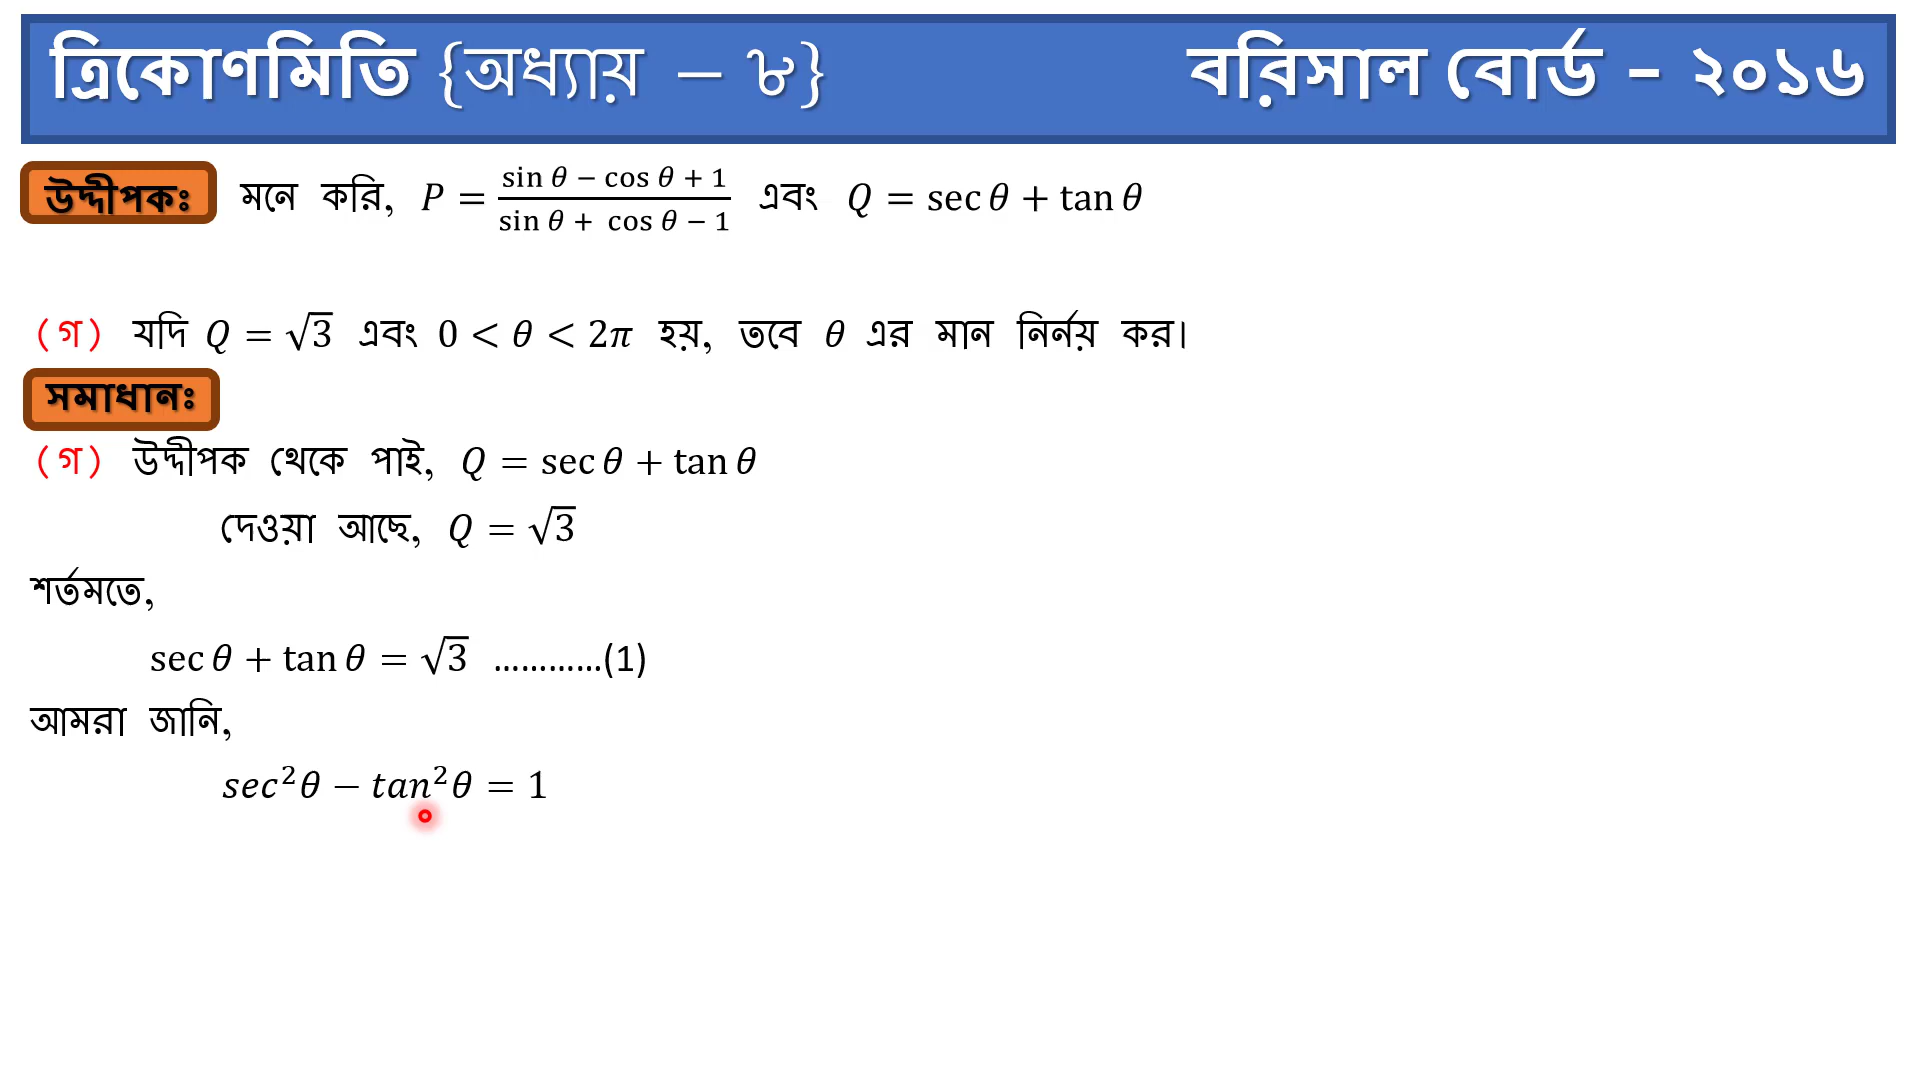 ত্রিকোণমিতি {অধ্যায় – ৮} বরিসাল বোর্ড – ২০১৬
উদ্দীপকঃ মনে করি, P = (sin θ − cos θ + 1)/(sin θ + cos θ − 1) এবং Q = sec θ + tan θ
(গ) যদি Q = √3 এবং 0 < θ < 2π হয়, তবে θ এর মান নির্নয় কর।
সমাধানঃ
(গ) উদ্দীপক থেকে পাই, Q = sec θ + tan θ
দেওয়া আছে, Q = √3
শর্তমতে,
sec θ + tan θ = √3 …………(1)
আমরা জানি,
sec²θ − tan²θ = 1